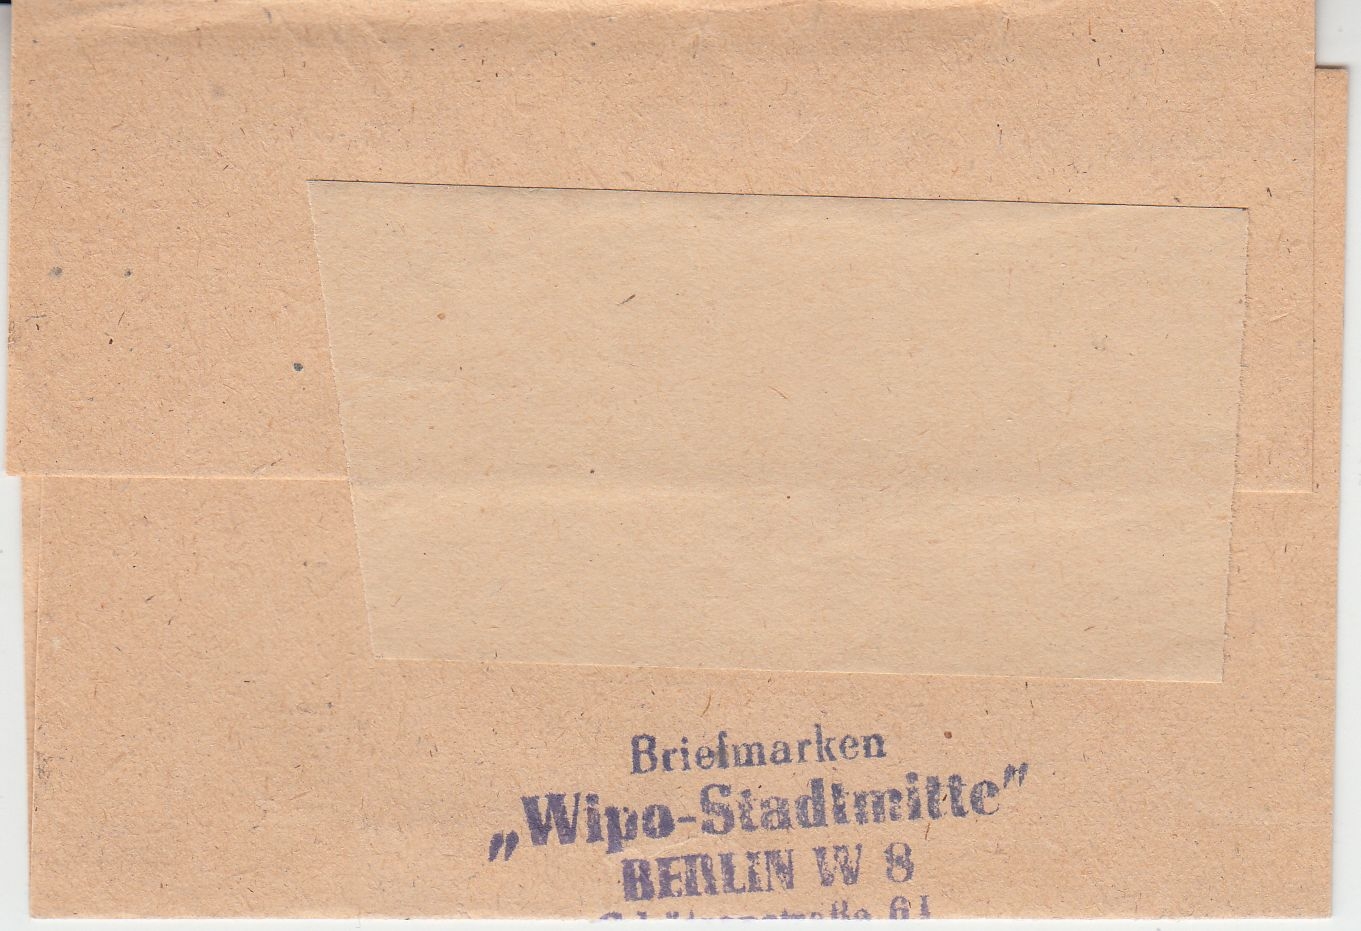 Briefmarken
„Wipo-Stadtmitte”
BERLIN W 8